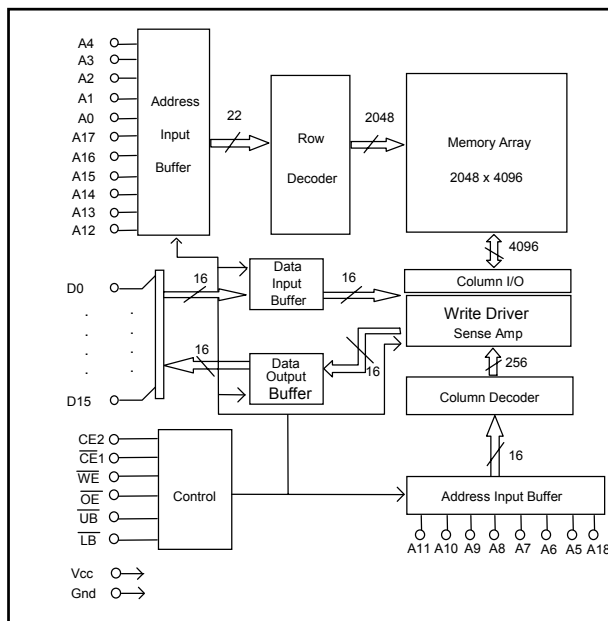 A4
A3
A2
A1
A0
A17
A16
A15
A14
A13
A12
Address
Input
Buffer
22
Row
Decoder
2048
Memory Array
2048 x 4096
4096
D0
.
.
.
.
D15
.
.
.
.
16
Data
Input
Buffer
16
Column I/O
Write Driver
Sense Amp
16
Data
Output
Buffer
16
256
Column Decoder
16
CE2
CE1
WE
OE
UB
LB
Control
Address Input Buffer
A11 A10 A9 A8 A7 A6 A5 A18
Vcc
Gnd